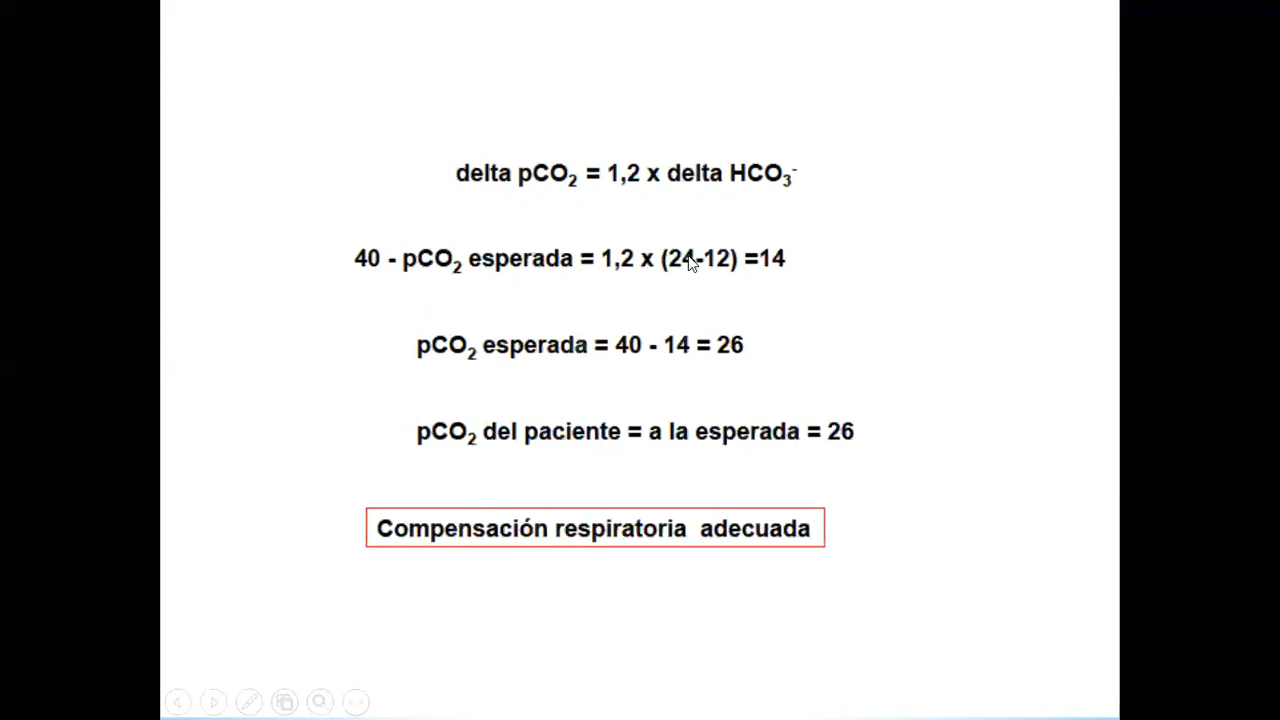 delta pCO₂ = 1,2 x delta HCO₃⁻
40 - pCO₂ esperada = 1,2 x (24-12) =14
pCO₂ esperada = 40 - 14 = 26
pCO₂ del paciente = a la esperada = 26
Compensación respiratoria adecuada